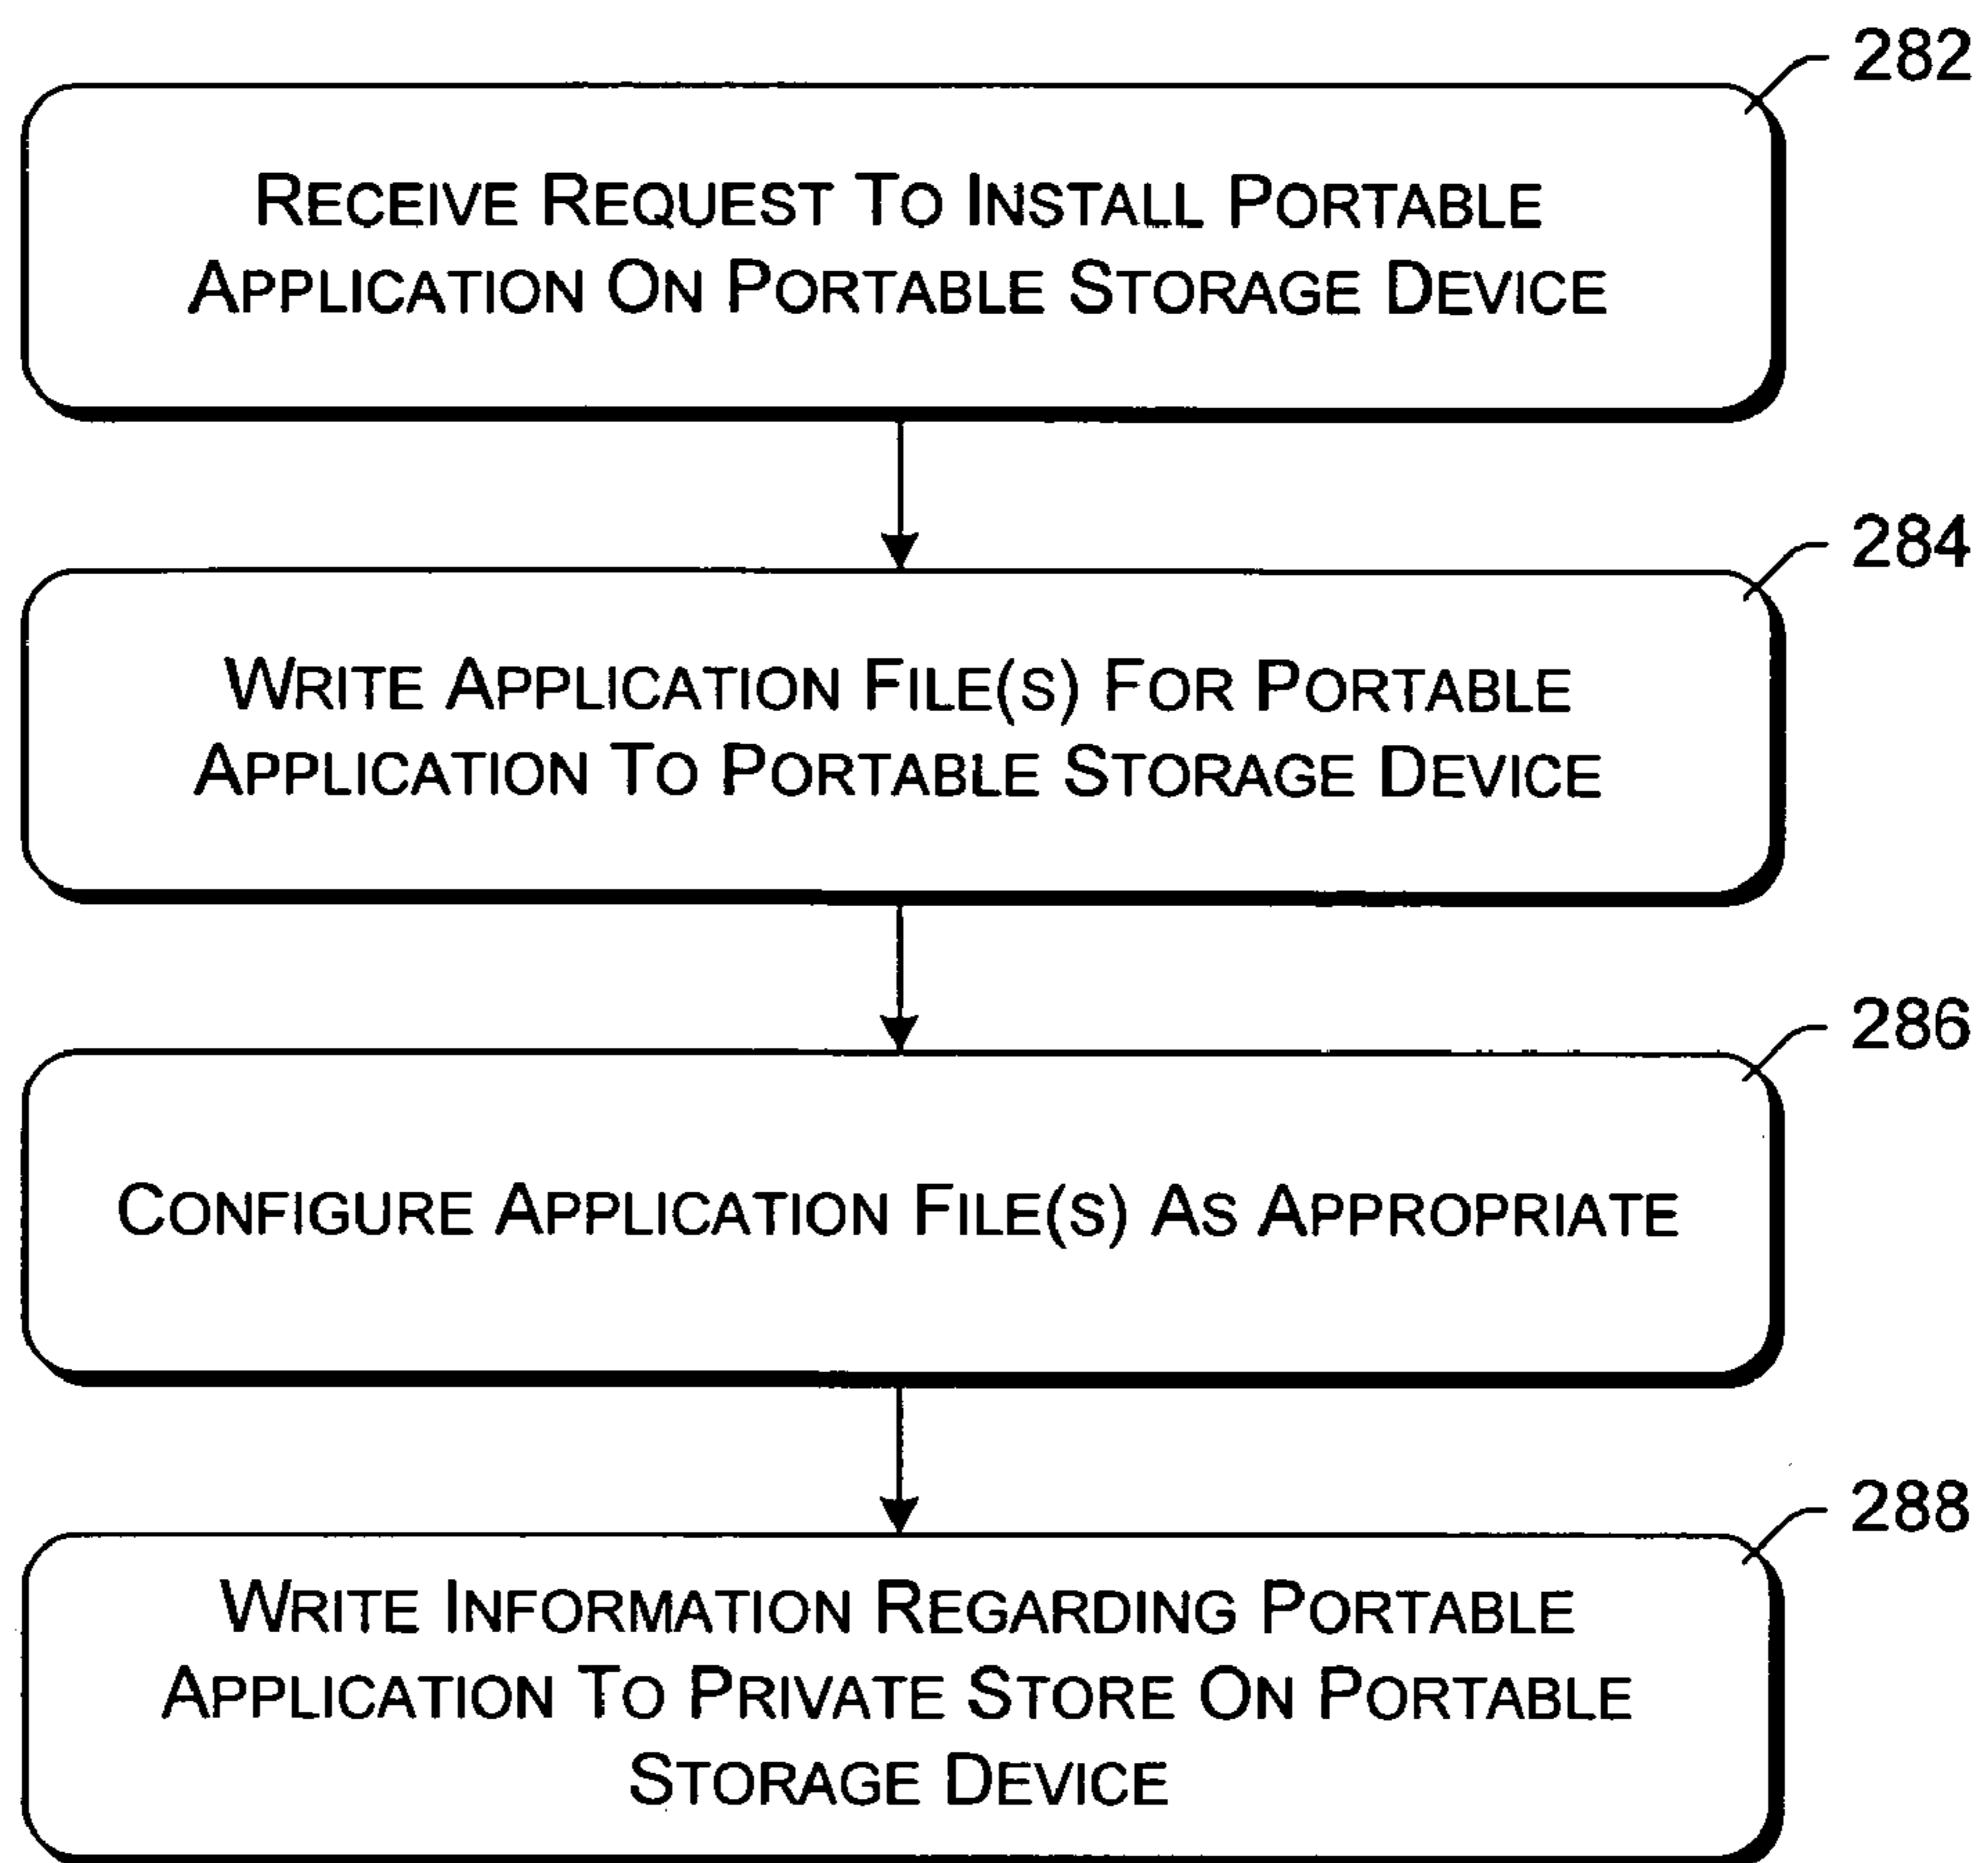 282
RECEIVE REQUEST TO INSTALL PORTABLE
APPLICATION ON PORTABLE STORAGE DEVICE
284
WRITE APPLICATION FILE(S) FOR PORTABLE
APPLICATION TO PORTABLE STORAGE DEVICE
286
CONFIGURE APPLICATION FILE(S) AS APPROPRIATE
288
WRITE INFORMATION REGARDING PORTABLE
APPLICATION TO PRIVATE STORE ON PORTABLE
STORAGE DEVICE